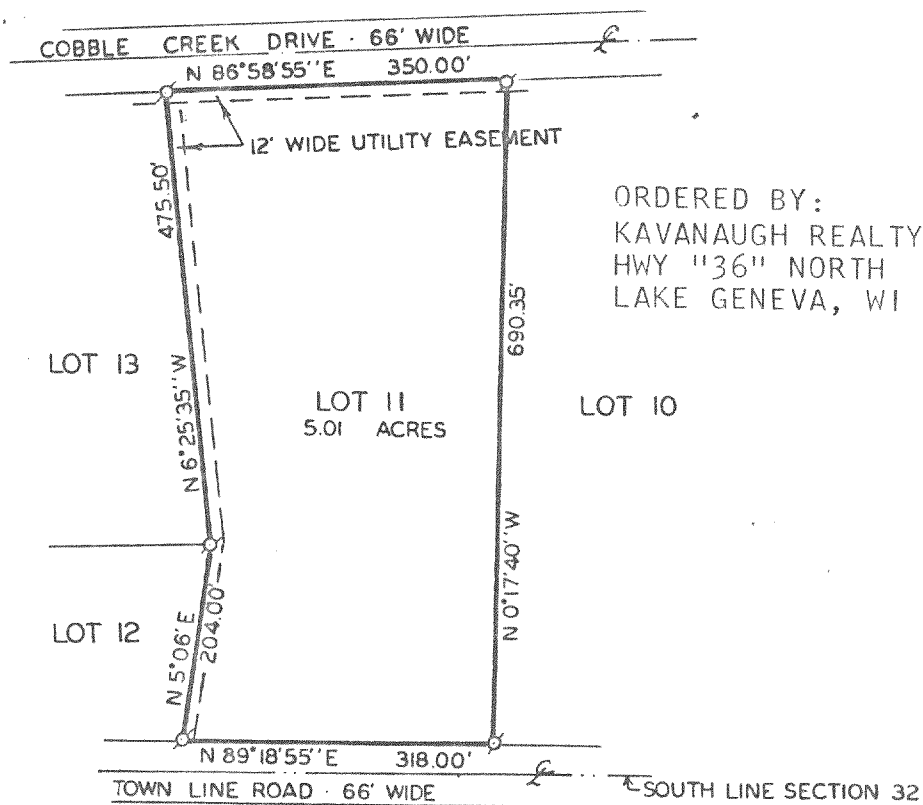 COBBLE CREEK DRIVE · 66' WIDE
℄
N 86°58'55''E 350.00'
12' WIDE UTILITY EASEMENT
475.50'
ORDERED BY:
KAVANAUGH REALTY
HWY "36" NORTH
LAKE GENEVA, WI
690.35'
LOT 13
N 6°25'35''W
LOT 11
5.01 ACRES
LOT 10
N 0°17'40''W
LOT 12
N 5°06' E
204.00'
N 89°18'55''E 318.00'
℄
TOWN LINE ROAD · 66' WIDE
SOUTH LINE SECTION 32